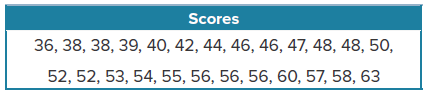 Scores
36, 38, 38, 39, 40, 42, 44, 46, 46, 47, 48, 48, 50,
52, 52, 53, 54, 55, 56, 56, 56, 60, 57, 58, 63